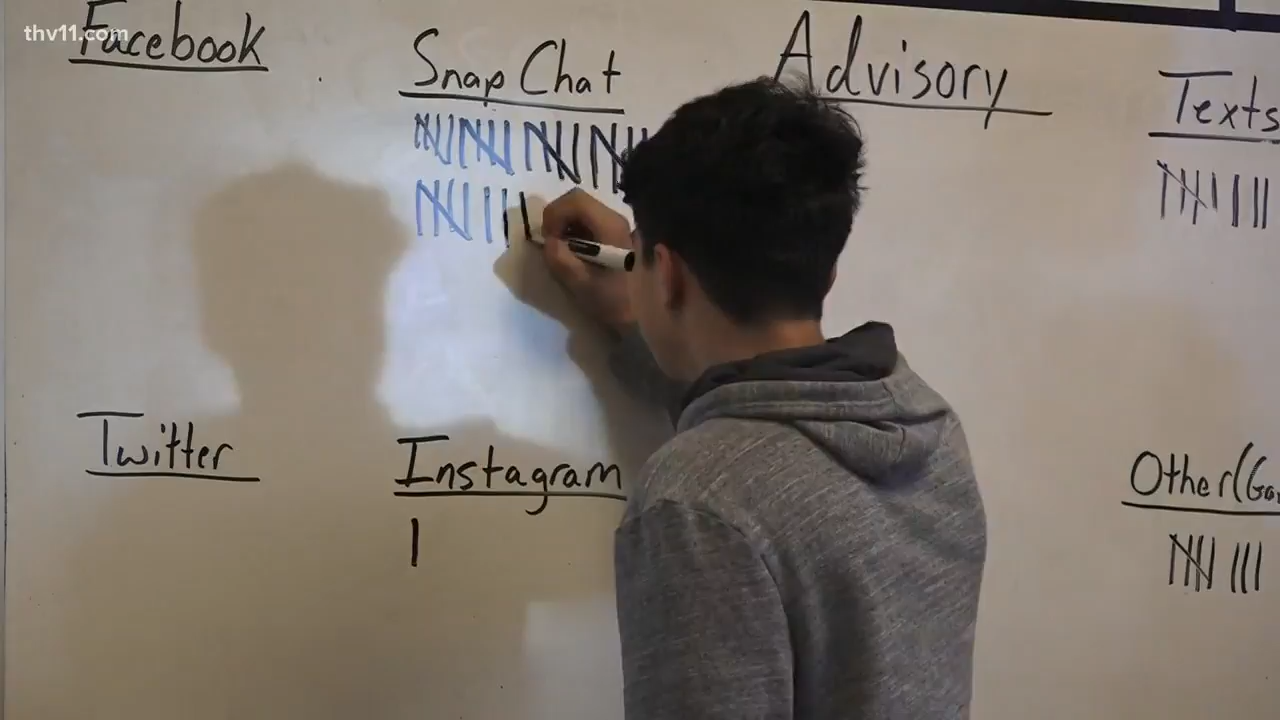 thv11.com
Facebook
Snap Chat
Advisory
Texts
Twitter
Instagram
Other(